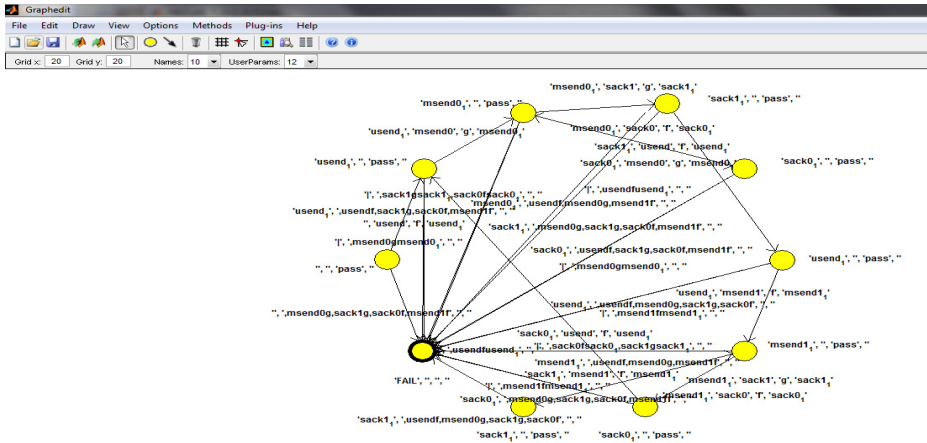 Graphedit
File Edit Draw View Options Methods Plug-ins Help
Grid x: 20 Grid y: 20 Names: 10 UserParams: 12
'msend0₁', 'sack1', 'g', 'sack1₁'
'msend0₁', '', 'pass', ''
'sack1₁', '', 'pass', ''
'usend₁', 'msend0', 'g', 'msend0₁'
'msend0₁', 'sack0', 'f', 'sack0₁'
'sack1₁', 'usend', 'f', 'usend₁'
'usend₁', '', 'pass', ''
'sack0₁', 'msend0', 'g', 'msend0₁'
'sack0₁', '', 'pass', ''
'|', ',sack1gsack1₁,sack0fsack0₁', '', ''
'|', ',usendfusend₁', '', ''
'msend0₁', ',usendf,msend0g,msend1f', '', ''
'usend₁', ',usendf,sack1g,sack0f,msend1f', '', ''
'', 'usend', 'f', 'usend₁'
'sack1₁', ',msend0g,sack1g,sack0f,msend1f', '', ''
'|', ',msend0gmsend0₁', '', ''
'sack0₁', ',usendf,sack1g,sack0f,msend1f', '', ''
'', '', 'pass', ''
'|', ',msend0gmsend0₁', '', ''
'usend₁', '', 'pass', ''
'usend₁', 'msend1', 'f', 'msend1₁'
'', ',msend0g,sack1g,sack0f,msend1f', '', ''
'usend₁', ',usendf,msend0g,sack1g,sack0f', '', ''
'|', ',msend1fmsend1₁', '', ''
'sack0₁', 'usend', 'f', 'usend₁'
',usendfusend₁', '', ''
'|', ',sack0fsack0₁,sack1gsack1₁', '', ''
'msend1₁', '', 'pass', ''
'msend1₁', ',usendf,msend0g,msend1f', '', ''
'FAIL', '', '', ''
'sack1₁', 'msend1', 'f', 'msend1₁'
'msend1₁', 'sack1', 'g', 'sack1₁'
'|', ',msend1fmsend1₁', '', ''
'msend1₁', 'sack0', 'f', 'sack0₁'
'sack0₁', ',msend0g,sack1g,sack0f,msend1f', '', ''
'sack1₁', ',usendf,msend0g,sack1g,sack0f', '', ''
'sack1₁', '', 'pass', ''
'sack0₁', '', 'pass', ''